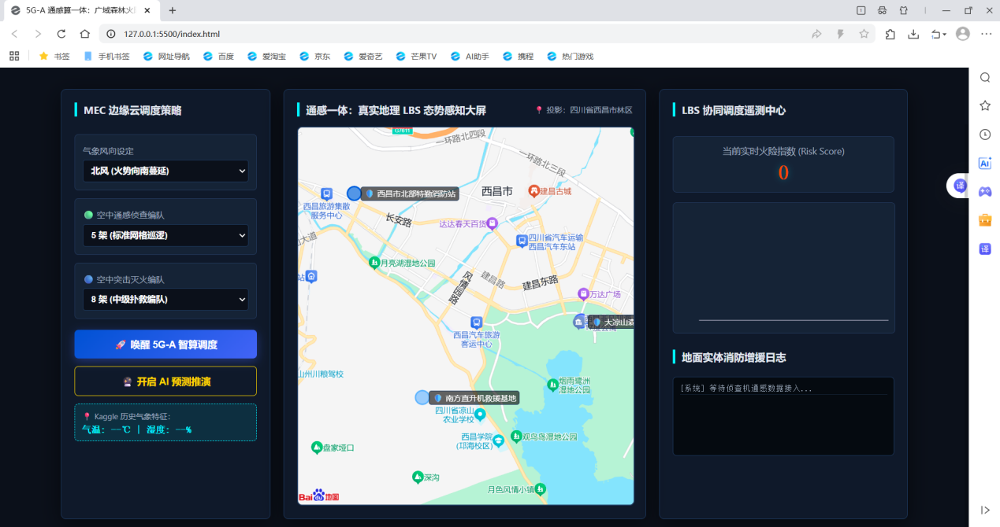 5G-A 通感算一体：广域森林火
127.0.0.1:5500/index.html
书签
手机书签
网址导航
百度
爱淘宝
京东
爱奇艺
芒果TV
AI助手
携程
热门游戏
MEC 边缘云调度策略
气象风向设定
北风 (火势向南蔓延)
空中通感侦查编队
5 架 (标准网格巡逻)
空中突击灭火编队
8 架 (中级扑救编队)
唤醒 5G-A 智算调度
开启 AI 预测推演
Kaggle 历史气象特征:
气温: --℃ | 湿度: --%
通感一体：真实地理 LBS 态势感知大屏
投影：四川省西昌市林区
一环路北四段
一环路北三段
西昌市北部特勤消防站
西昌市
建昌古城
西昌旅游集散
服务中心
长安路
达达春天百货
四川省汽车运输
西昌汽车东站
大道
月亮湖湿地公园
站
风情园路
建昌路
建昌东路
万达广场
大凉山森
西昌汽车旅游
客运中心
山州川粮驾校
烟雨鹭洲
湿地公园
南方直升机救援基地
四川省凉山
农业学校
西昌学院
(邛海校区)
观鸟岛湿地公园
盘家垭口
深沟
月色风情小镇
Bai du 地图
LBS 协同调度遥测中心
当前实时火险指数 (Risk Score)
0
地面实体消防增援日志
[系统] 等待侦查机通感数据接入...
AI
译
译